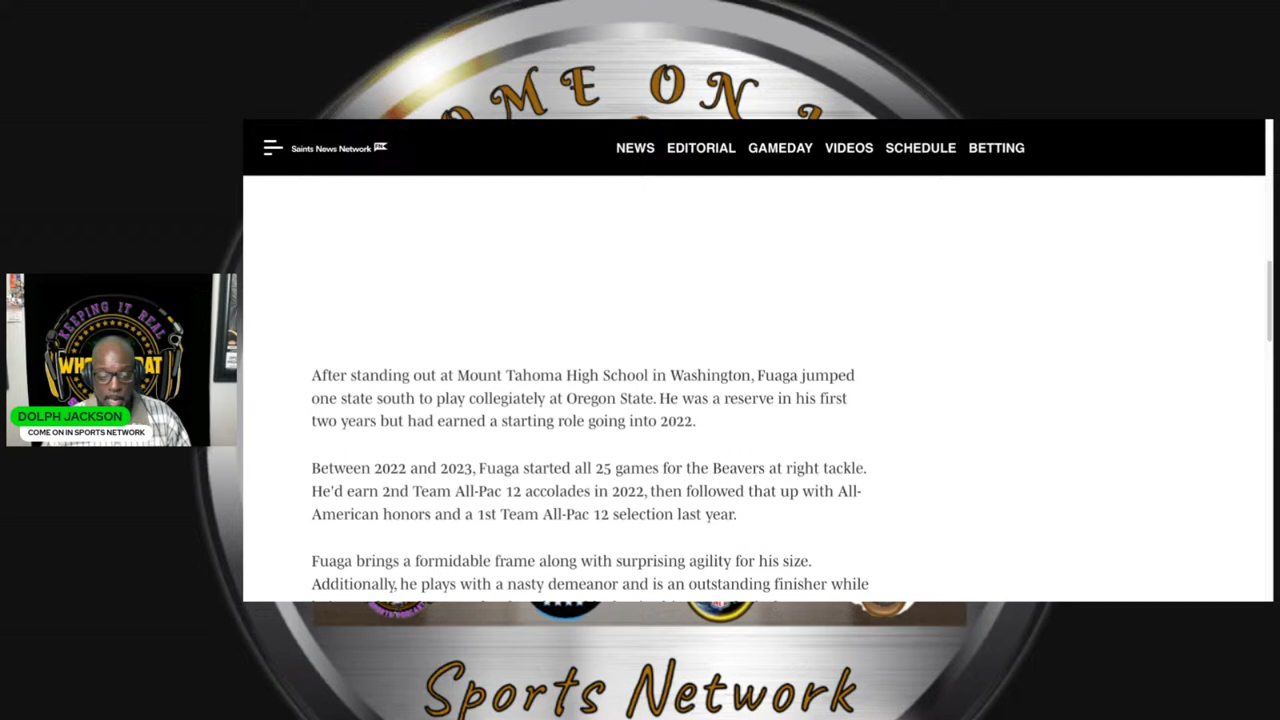 OME ON I
Saints News Network
NEWS EDITORIAL GAMEDAY VIDEOS SCHEDULE BETTING
KEEPING IT REAL
WHO DAT
DOLPH JACKSON
COME ON IN SPORTS NETWORK
After standing out at Mount Tahoma High School in Washington, Fuaga jumped
one state south to play collegiately at Oregon State. He was a reserve in his first
two years but had earned a starting role going into 2022.
Between 2022 and 2023, Fuaga started all 25 games for the Beavers at right tackle.
He'd earn 2nd Team All-Pac 12 accolades in 2022, then followed that up with All-
American honors and a 1st Team All-Pac 12 selection last year.
Fuaga brings a formidable frame along with surprising agility for his size.
Additionally, he plays with a nasty demeanor and is an outstanding finisher while
Sports Network